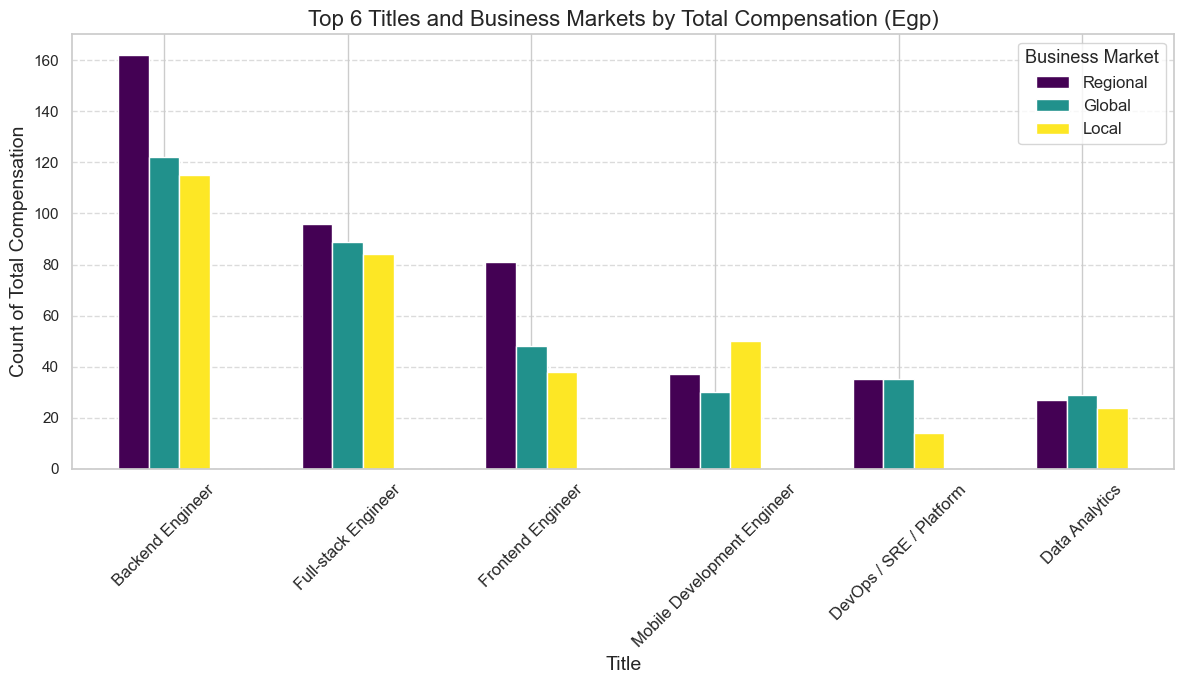 Top 6 Titles and Business Markets by Total Compensation (Egp)
Count of Total Compensation
160
140
120
100
80
60
40
20
0
Business Market
Regional
Global
Local
Backend Engineer
Full-stack Engineer
Frontend Engineer
Mobile Development Engineer
DevOps / SRE / Platform
Data Analytics
Title